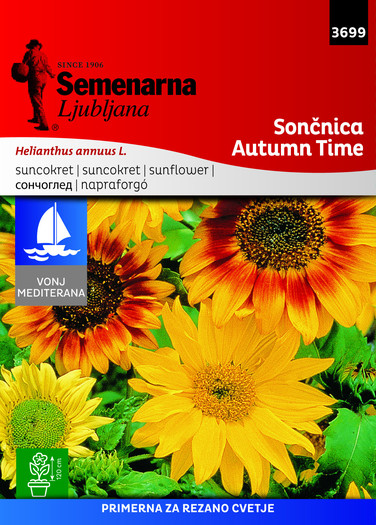 3699
SINCE 1906
Semenarna
Ljubljana
®
Sončnica
Autumn Time
Helianthus annuus L.
suncokret | suncokret | sunflower |
сончоглед | napraforgó
VONJ
MEDITERANA
120 cm
PRIMERNA ZA REZANO CVETJE